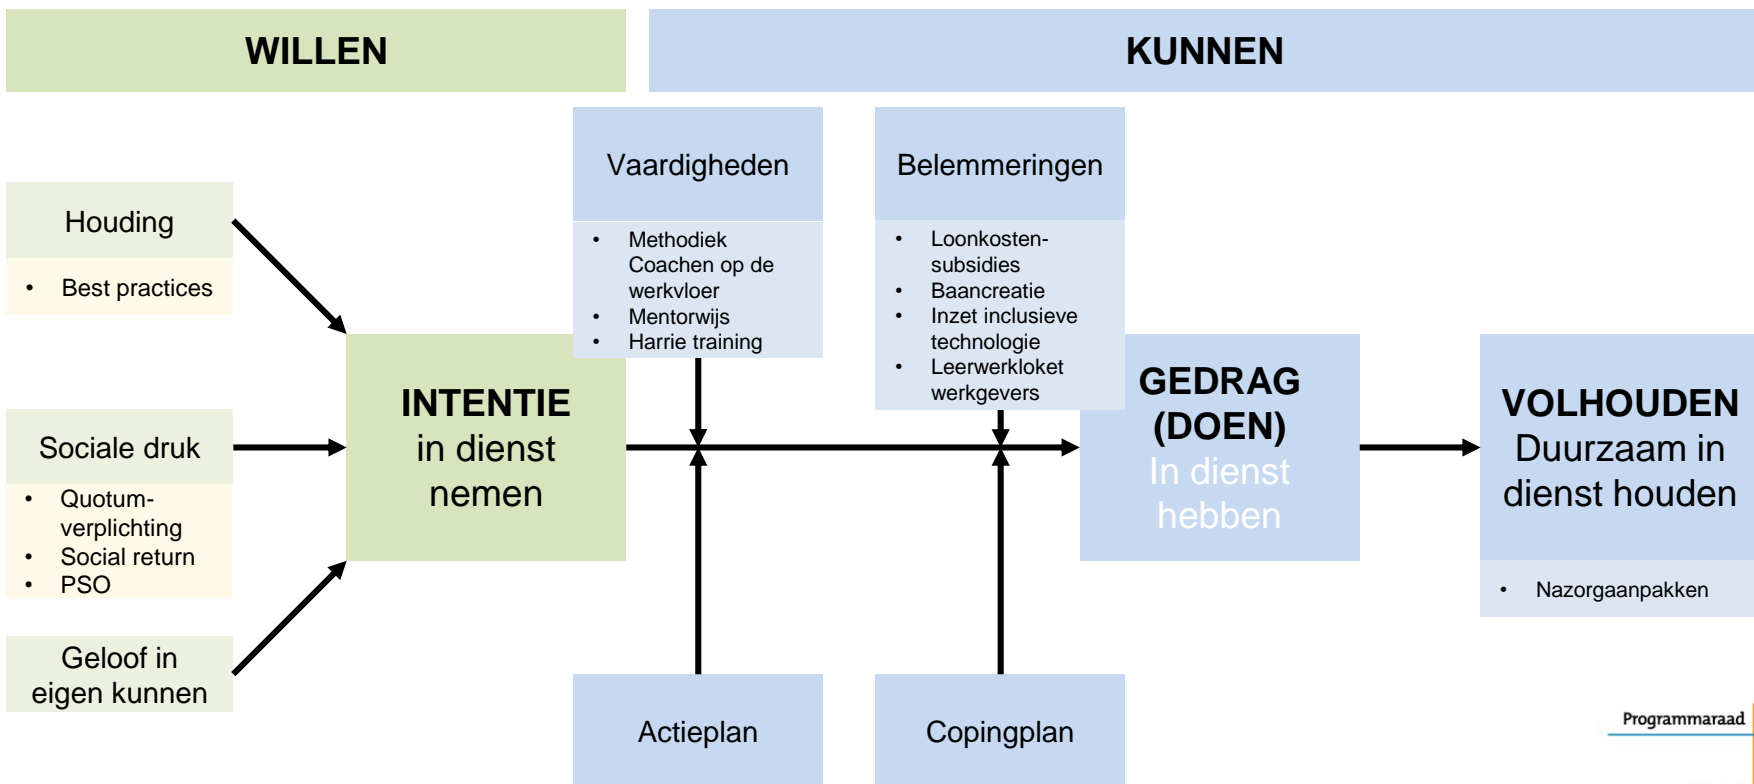 WILLEN
KUNNEN
Houding
• Best practices
Sociale druk
• Quotum-
verplichting
• Social return
• PSO
Geloof in
eigen kunnen
INTENTIE
in dienst
nemen
Vaardigheden
• Methodiek
Coachen op de
werkvloer
• Mentorwijs
• Harrie training
Actieplan
Belemmeringen
• Loonkosten-
subsidies
• Baancreatie
• Inzet inclusieve
technologie
• Leerwerkloket
werkgevers
Copingplan
GEDRAG
(DOEN)
In dienst
hebben
VOLHOUDEN
Duurzaam in
dienst houden
• Nazorgaanpakken
Programmaraad